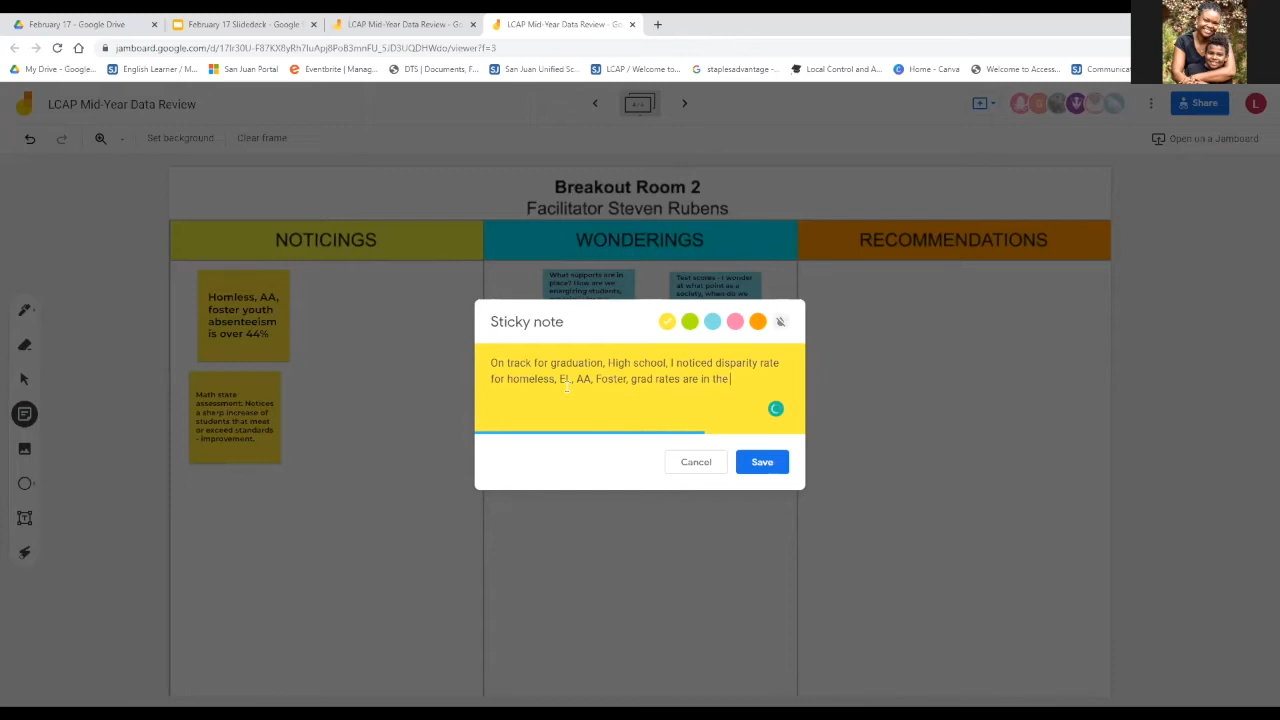 February 17 - Google Drive
February 17 Slidedeck - Google
LCAP Mid-Year Data Review - Go
LCAP Mid-Year Data Review - Go
jamboard.google.com/d/17Ir30U-F87KX8yRh7luApj8PoB3mnFU_5JD3UQDHWdo/viewer?f=3
My Drive - Google...
English Learner / M...
San Juan Portal
Eventbrite | Manag...
DTS | Documents, F...
San Juan Unified Sc...
LCAP / Welcome to...
staplesadvantage -...
Local Control and A...
Home - Canva
Welcome to Access...
Communica
LCAP Mid-Year Data Review
Share
L
Set background
Clear frame
Open on a Jamboard
Breakout Room 2
Facilitator Steven Rubens
NOTICINGS
WONDERINGS
RECOMMENDATIONS
Homless, AA,
foster youth
absenteeism
is over 44%
Math state
assessment: Notices
a sharp increase of
students that meet
or exceed standards
- improvement.
What supports are in
place? How are we
energizing students,
Test scores - I wonder
at what point as a
society, when do we
Sticky note
On track for graduation, High school, I noticed disparity rate
for homeless, EL, AA, Foster, grad rates are in the
Cancel
Save